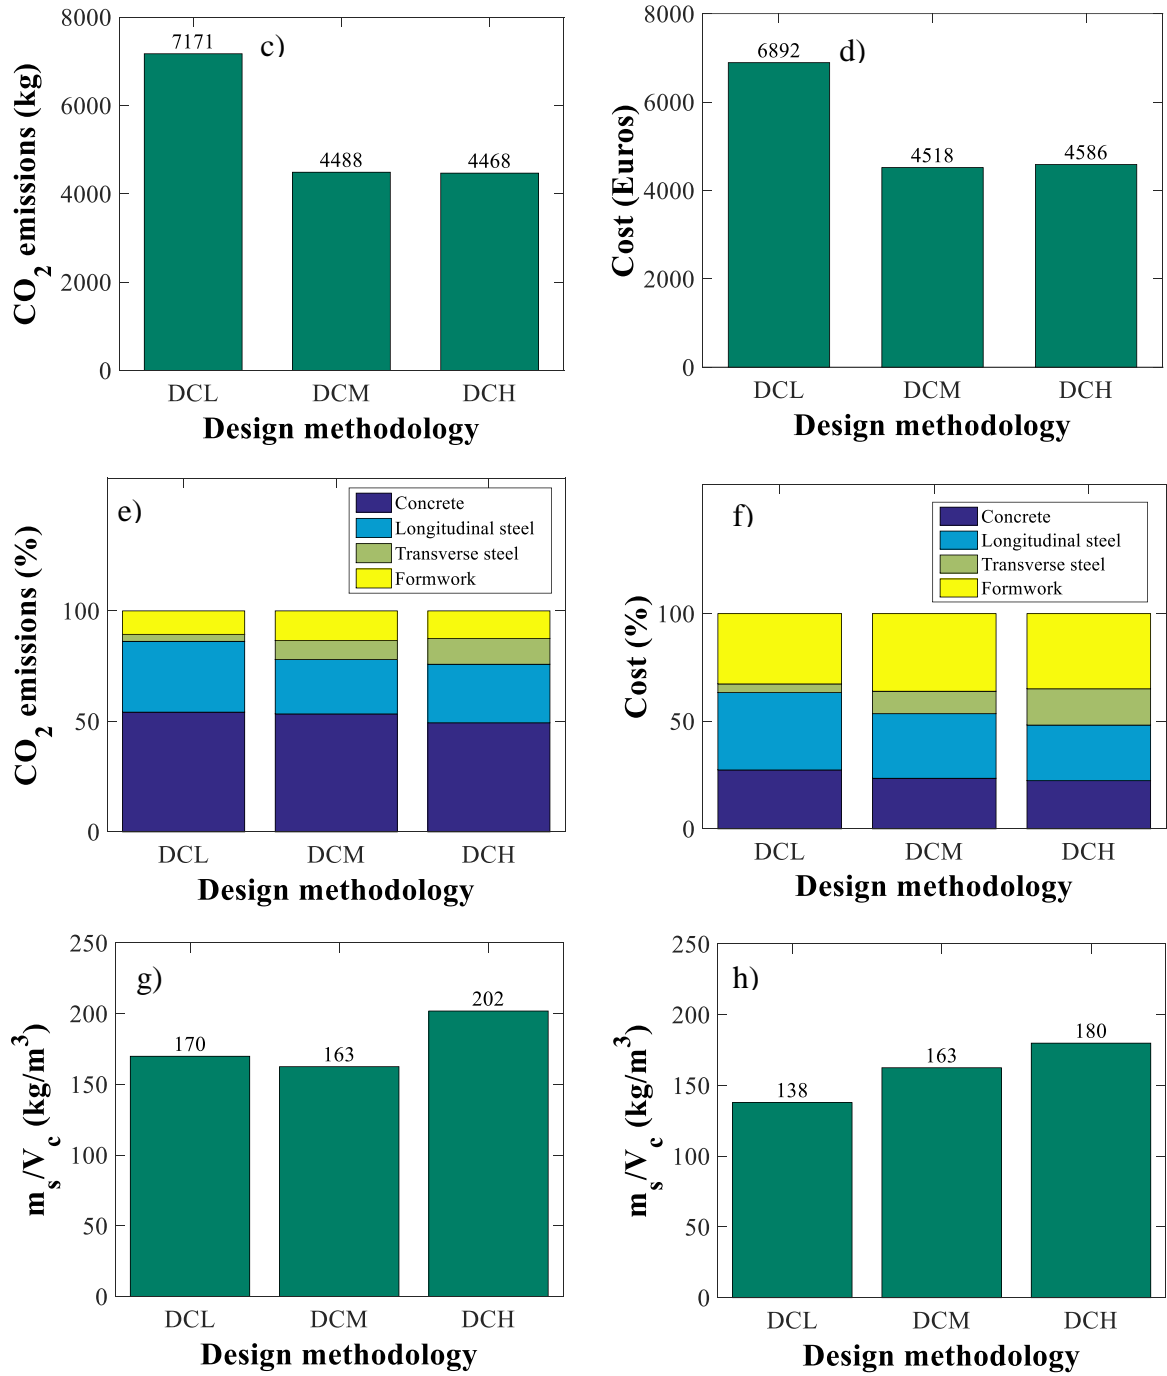 c)
CO2 emissions (kg)
8000
6000
4000
2000
0
7171
4488
4468
DCL DCM DCH
Design methodology
d)
Cost (Euros)
8000
6000
4000
2000
0
6892
4518
4586
DCL DCM DCH
Design methodology
e)
Concrete
Longitudinal steel
Transverse steel
Formwork
CO2 emissions (%)
100
50
0
DCL DCM DCH
Design methodology
f)
Concrete
Longitudinal steel
Transverse steel
Formwork
Cost (%)
100
50
0
DCL DCM DCH
Design methodology
g)
ms/Vc (kg/m3)
250
200
150
100
50
0
170
163
202
DCL DCM DCH
Design methodology
h)
ms/Vc (kg/m3)
250
200
150
100
50
0
138
163
180
DCL DCM DCH
Design methodology